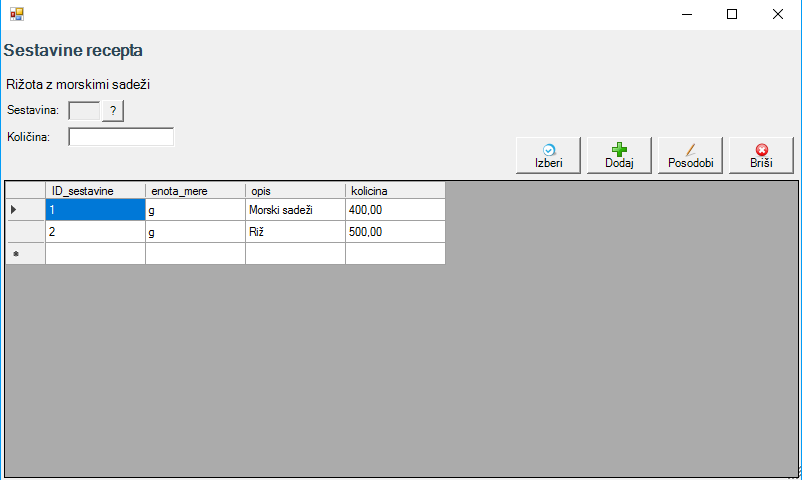 Sestavine recepta
Rižota z morskimi sadeži
Sestavina: ?
Količina:
Izberi Dodaj Posodobi Briši
ID_sestavine enota_mere opis kolicina
1 g Morski sadeži 400,00
2 g Riž 500,00